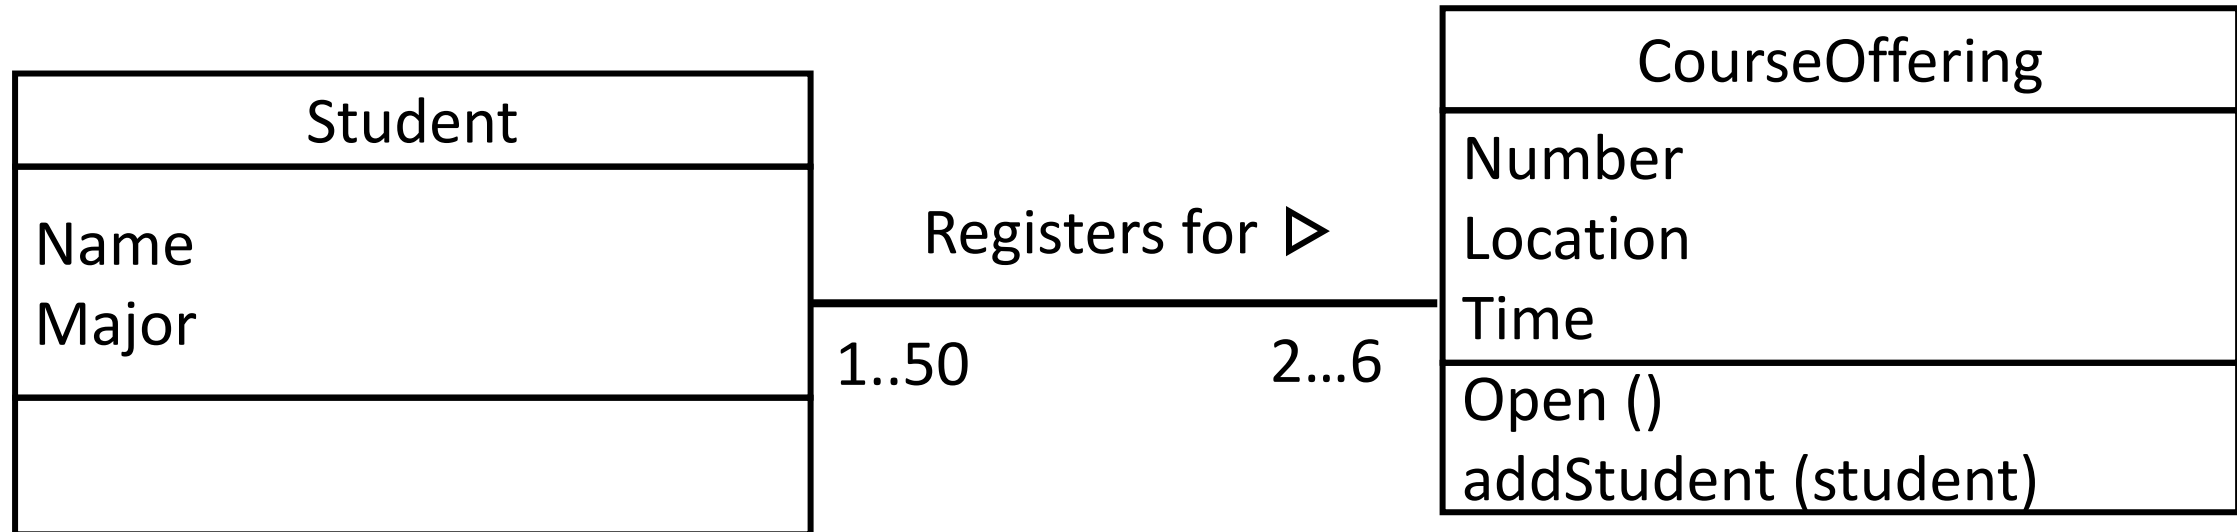 Student
Name
Major
Registers for
1..50
2...6
CourseOffering
Number
Location
Time
Open ()
addStudent (student)